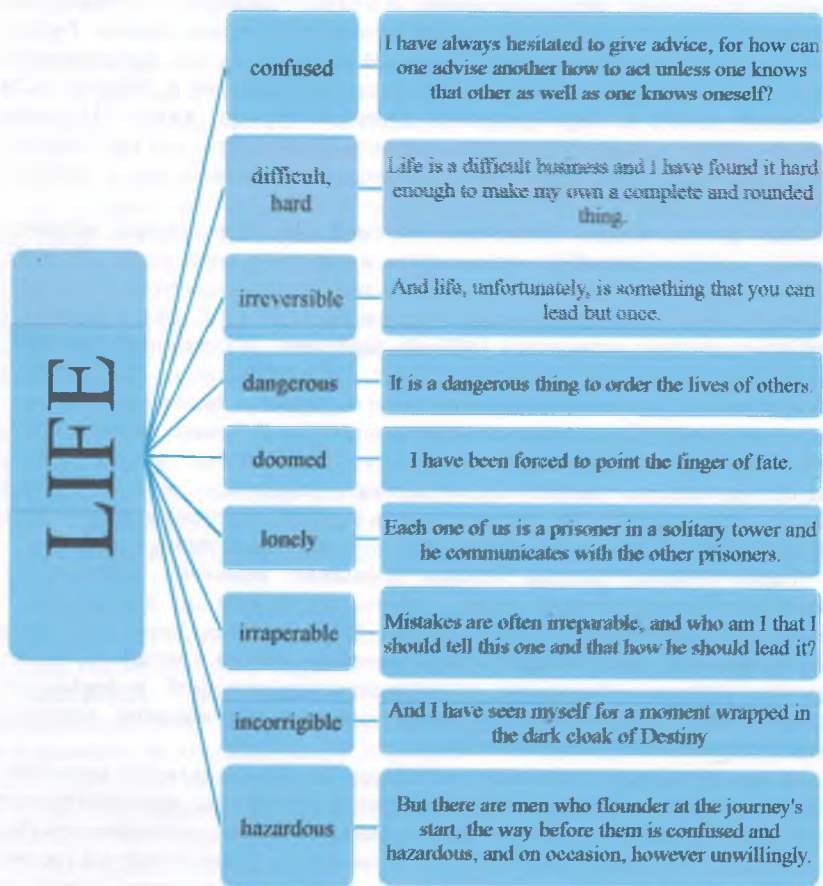 LIFE
confused
I have always hesitated to give advice, for how can
one advise another how to act unless one knows
that other as well as one knows oneself?
difficult,
hard
Life is a difficult business and I have found it hard
enough to make my own a complete and rounded
thing.
irreversible
And life, unfortunately, is something that you can
lead but once.
dangerous
It is a dangerous thing to order the lives of others.
doomed
I have been forced to point the finger of fate.
lonely
Each one of us is a prisoner in a solitary tower and
he communicates with the other prisoners.
irraperable
Mistakes are often irreparable, and who am I that I
should tell this one and that how he should lead it?
incorrigible
And I have seen myself for a moment wrapped in
the dark cloak of Destiny
hazardous
But there are men who flounder at the journey's
start, the way before them is confused and
hazardous, and on occasion, however unwillingly.